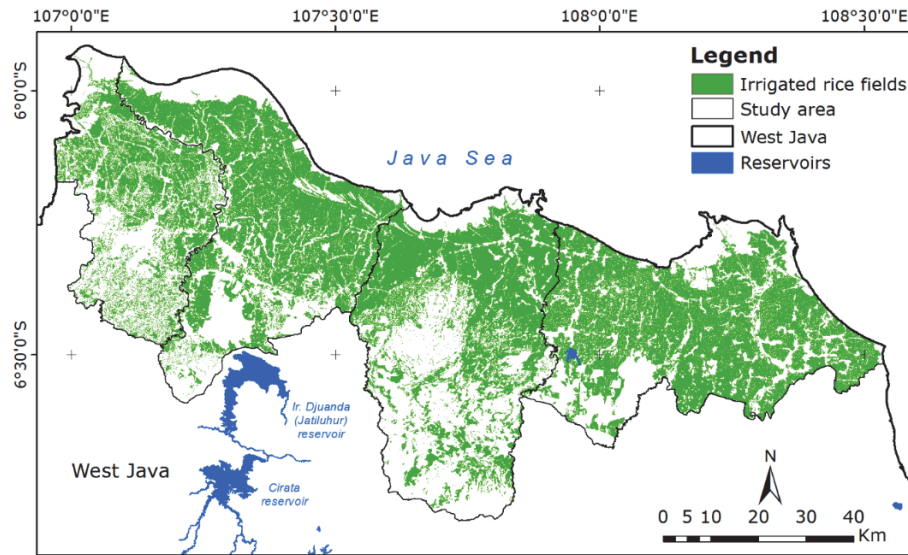 107°0'0"E
107°30'0"E
108°0'0"E
108°30'0"E
6°0'0"S
6°30'0"S
Legend
Irrigated rice fields
Study area
West Java
Reservoirs
Java Sea
Ir. Djuanda
(Jatiluhur)
reservoir
West Java
Cirata
reservoir
N
0 5 10 20 30 40
Km